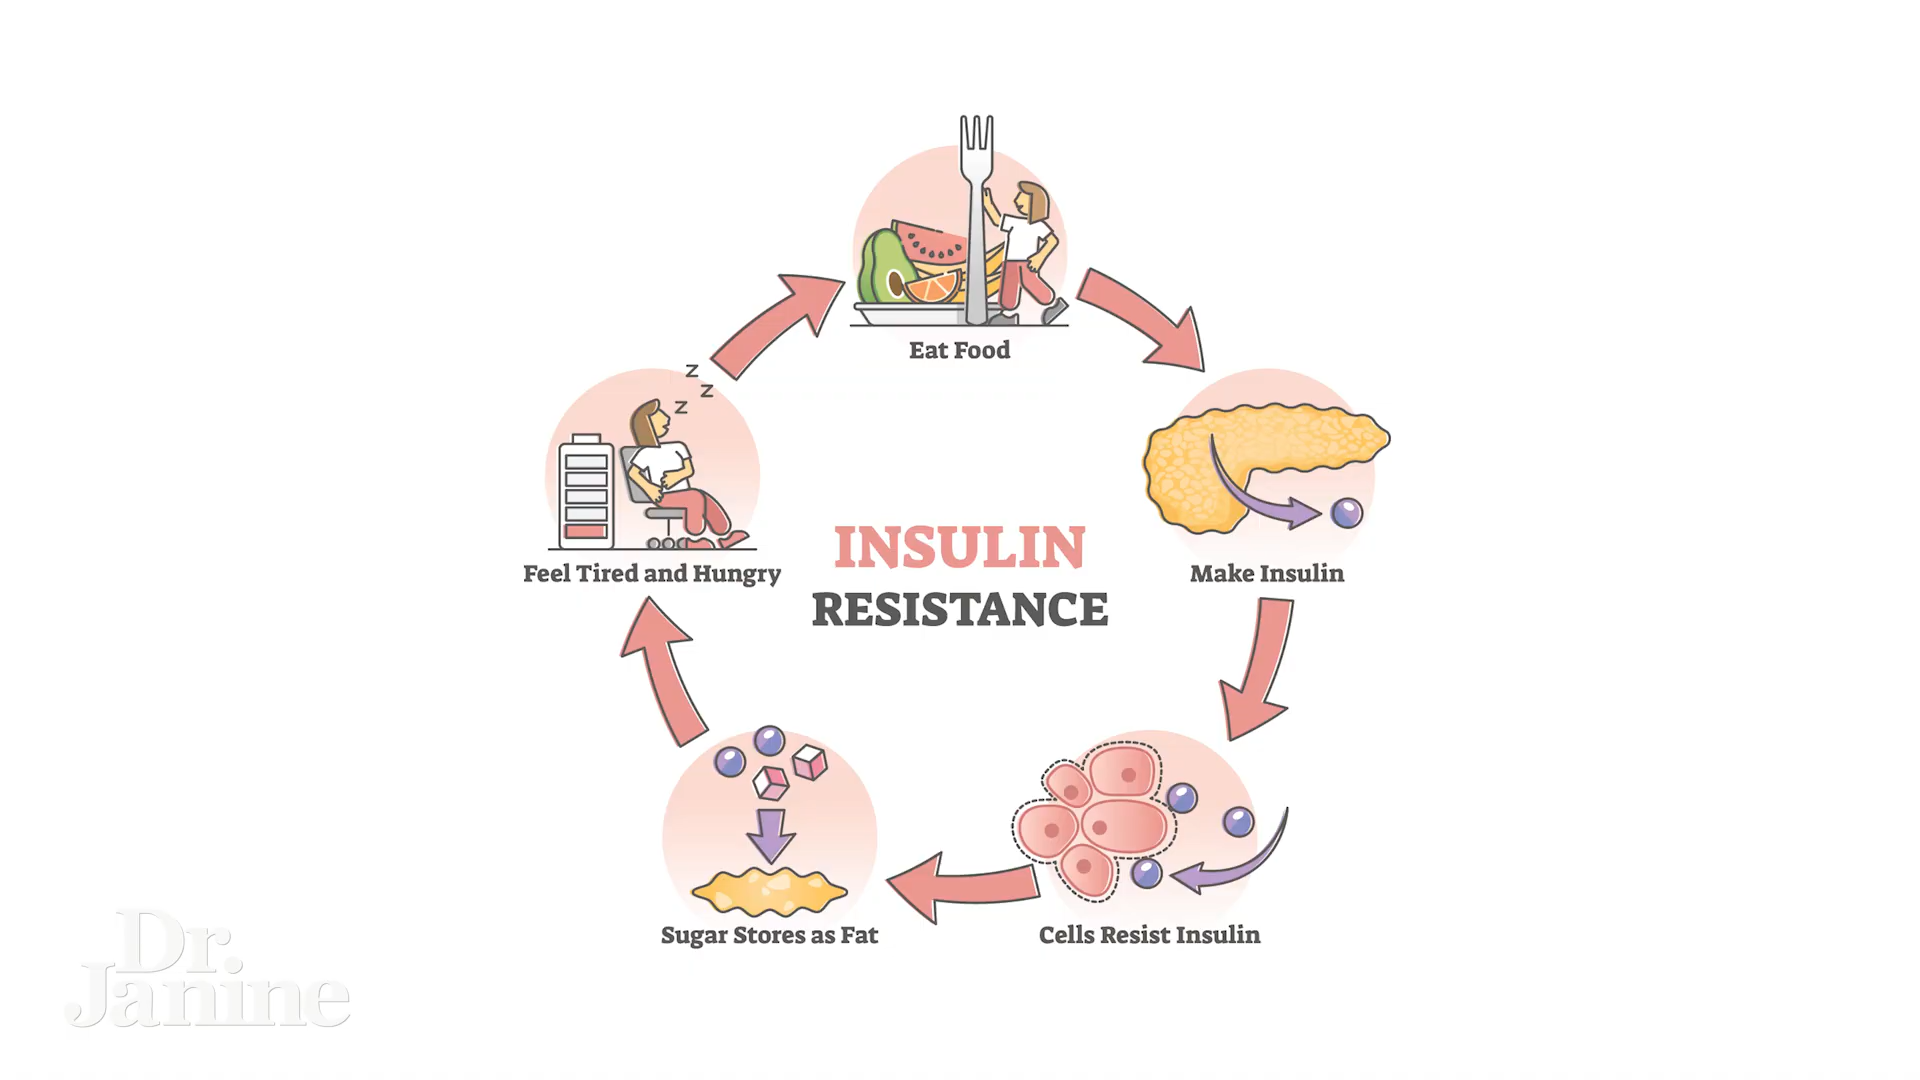 Eat Food
Z
Z
Z
Feel Tired and Hungry
INSULIN
RESISTANCE
Make Insulin
Sugar Stores as Fat
Cells Resist Insulin
Dr.
Janine